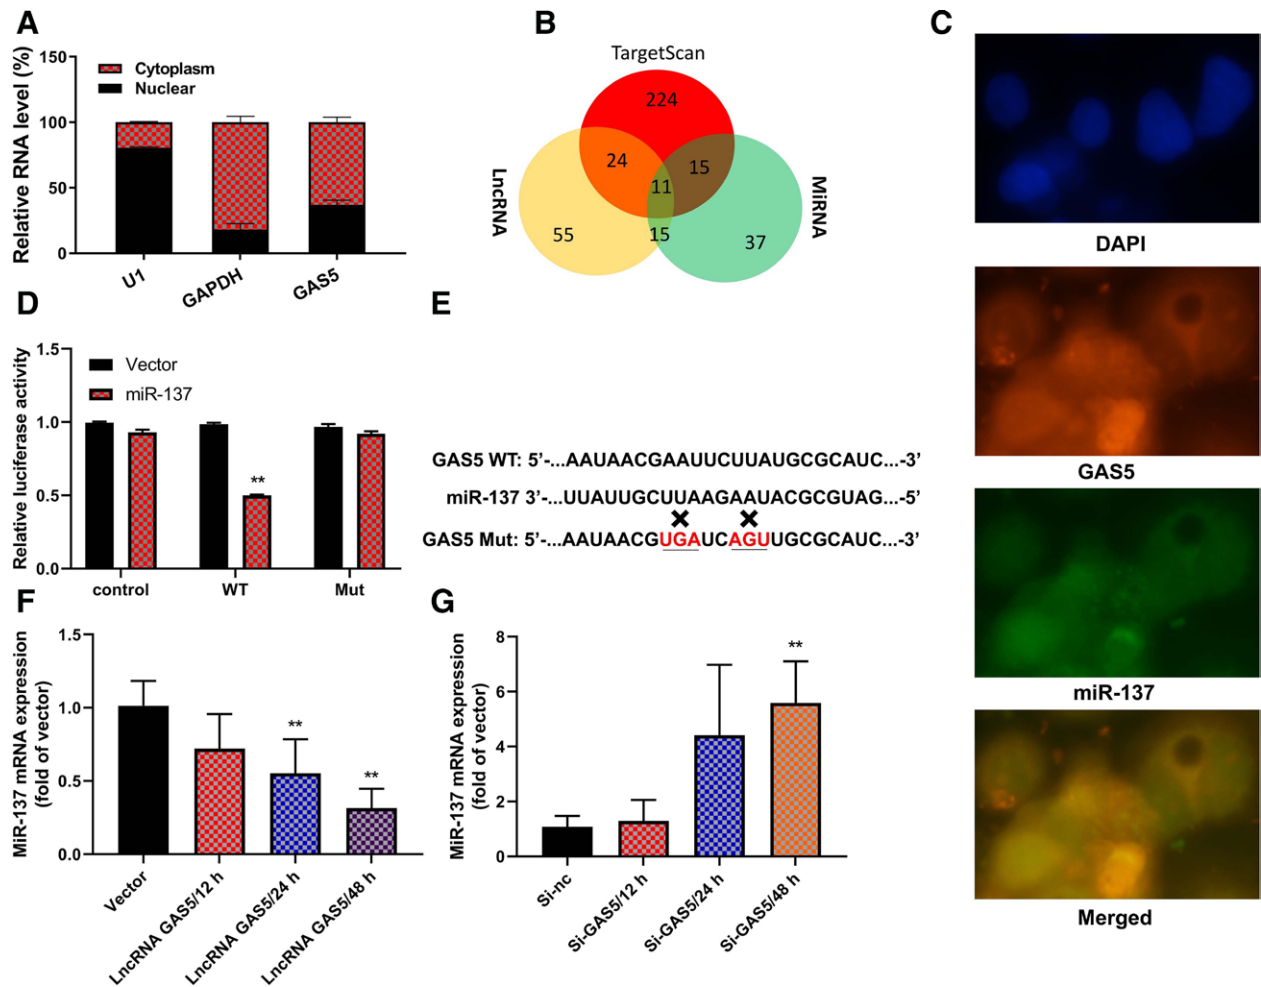 A
Relative RNA level (%)
150
100
50
0
Cytoplasm
Nuclear
U1
GAPDH
GAS5
B
TargetScan
LncRNA
MiRNA
224
24
15
11
55
15
37
C
DAPI
GAS5
miR-137
Merged
D
Relative luciferase activity
1.5
1.0
0.5
0.0
Vector
miR-137
**
control
WT
Mut
E
GAS5 WT: 5’-...AAUAACGAAUUCUUAUGCGCAUC...-3’
miR-137 3’-...UUAUUGCUUAAGAAUACGCGUAG...-5’
GAS5 Mut: 5’-...AAUAACGUGAUCAGUUGCGCAUC...-3’
F
MiR-137 mRNA expression
(fold of vector)
1.5
1.0
0.5
0.0
**
**
Vector
LncRNA GAS5/12 h
LncRNA GAS5/24 h
LncRNA GAS5/48 h
G
MiR-137 mRNA expression
(fold of vector)
8
6
4
2
0
**
Si-nc
Si-GAS5/12 h
Si-GAS5/24 h
Si-GAS5/48 h